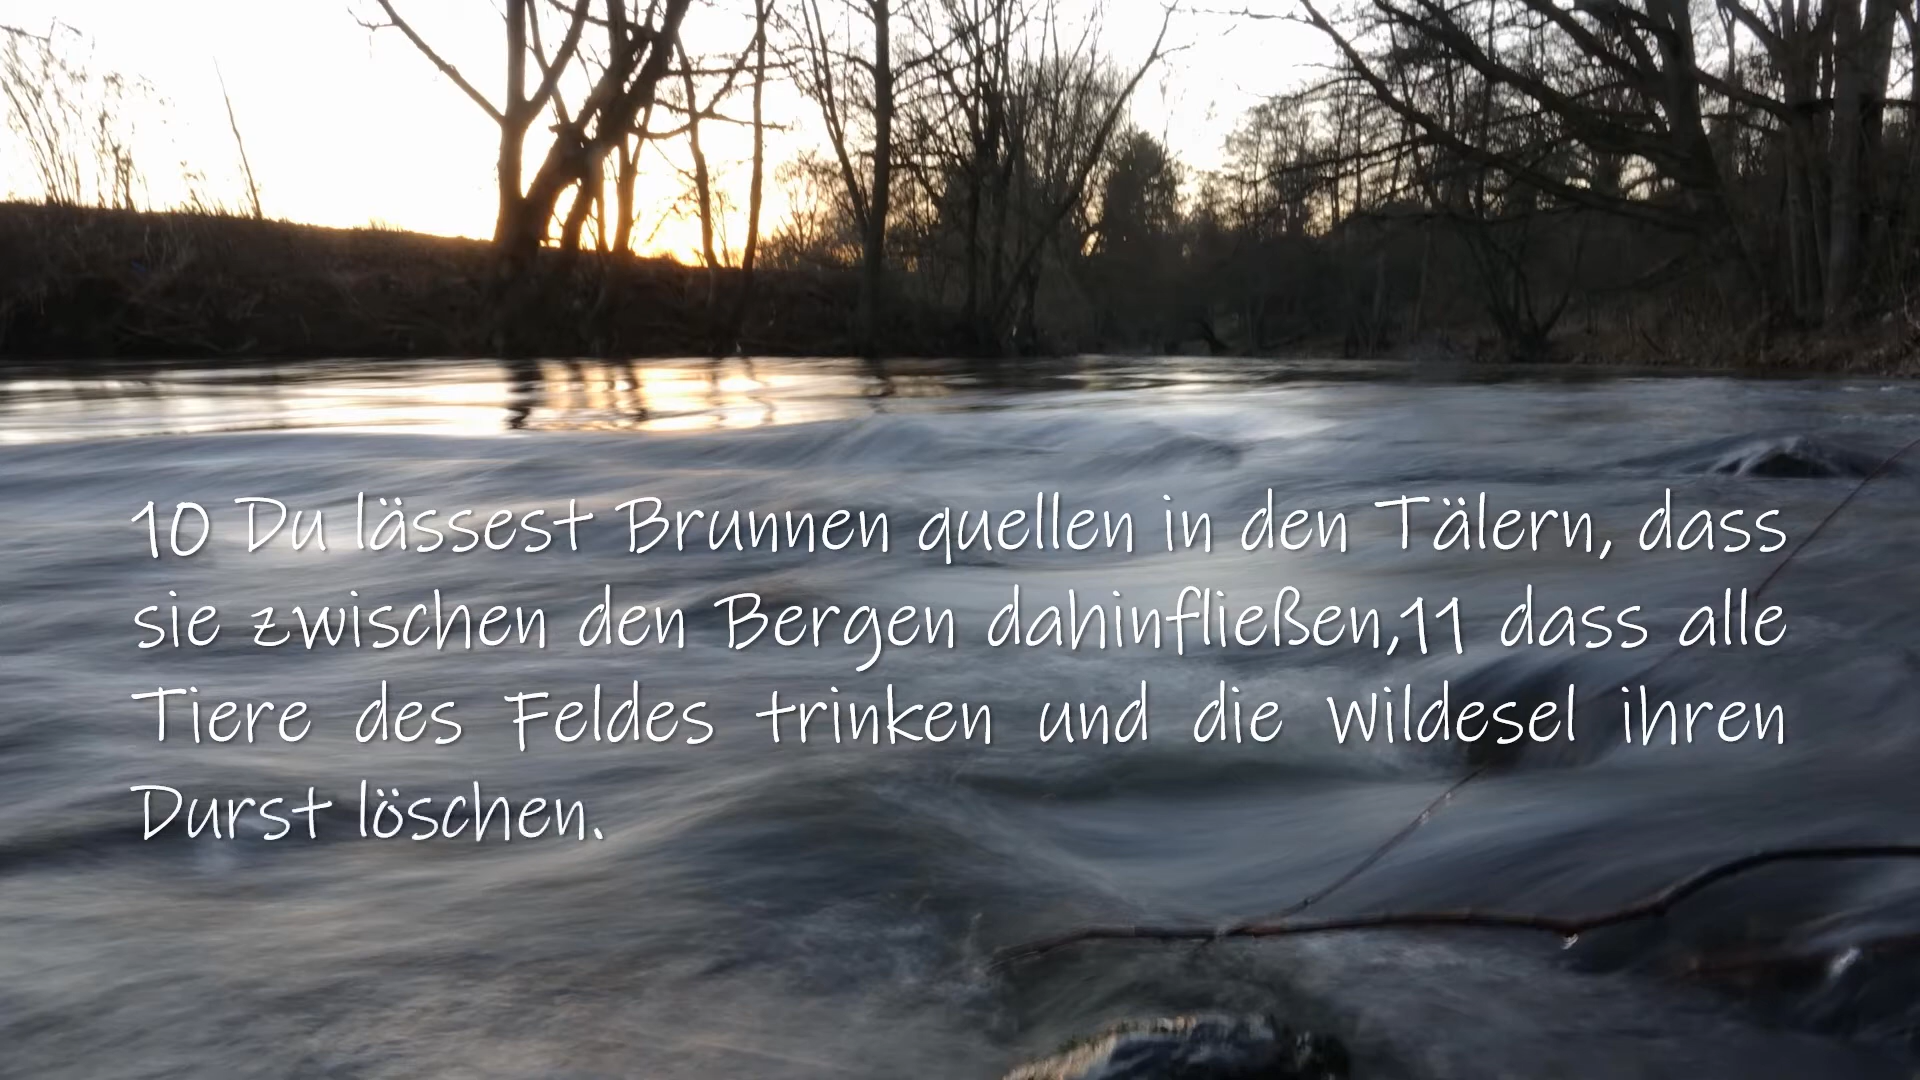 10 Du lässest Brunnen quellen in den Tälern, dass
sie zwischen den Bergen dahinfließen,11 dass alle
Tiere des Feldes trinken und die Wildesel ihren
Durst löschen.